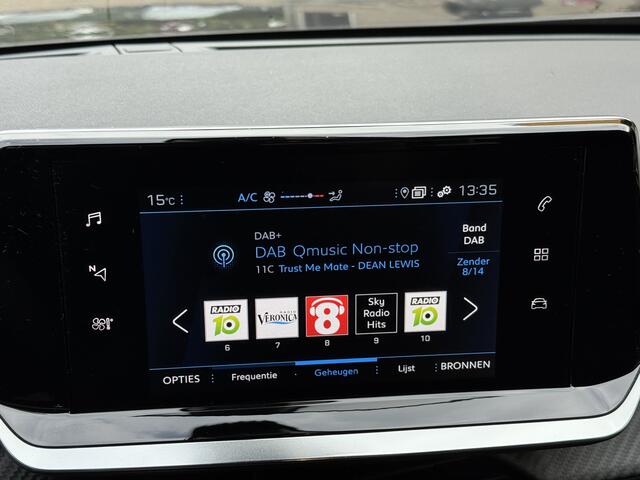 15°C
A/C
13:35
N
DAB+
DAB Qmusic Non-stop
11C Trust Me Mate - DEAN LEWIS
Band
DAB
Zender
8/14
RADIO
10
RADIO
VERONICA
8
Sky
Radio
Hits
RADIO
10
6 7 8 9 10
OPTIES Frequentie Geheugen Lijst BRONNEN